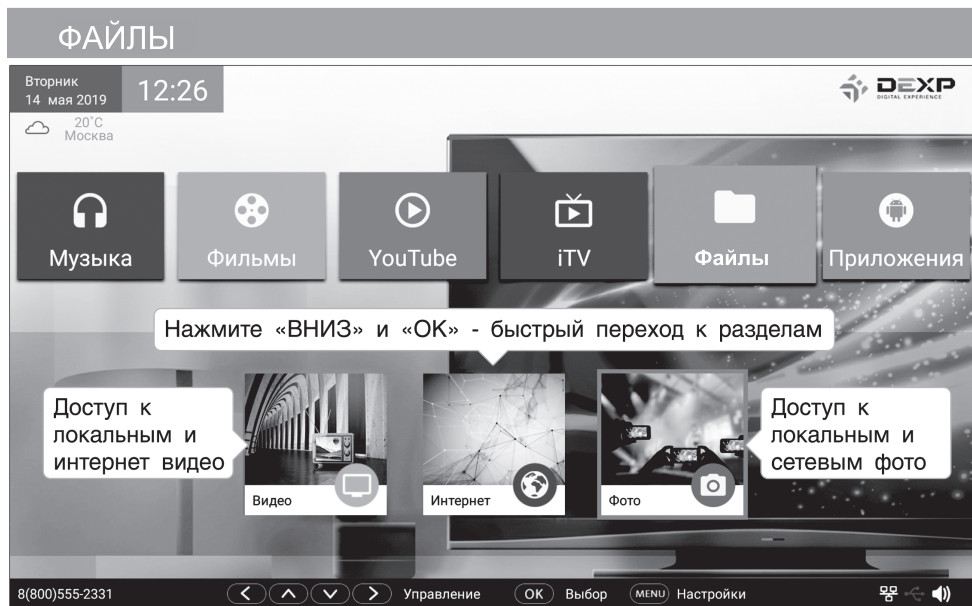 ФАЙЛЫ
Вторник
14 мая 2019
12:26
DEXP
DIGITAL EXPERIENCE
20°C
Москва
Музыка
Фильмы
YouTube
iTV
Файлы
Приложения
Нажмите «ВНИЗ» и «ОК» - быстрый переход к разделам
Доступ к
локальным и
интернет видео
Доступ к
локальным и
сетевым фото
Видео
Интернет
Фото
8(800)555-2331
Управление
OK
Выбор
MENU
Настройки